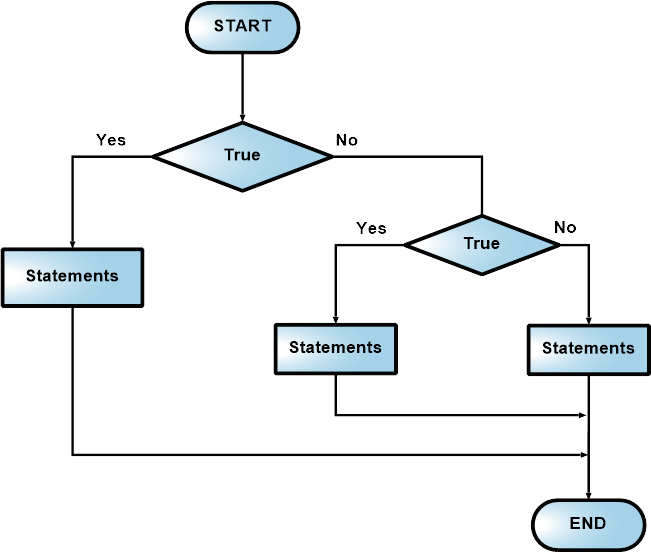 START
Yes
No
True
Yes
No
True
Statements
Statements
Statements
END